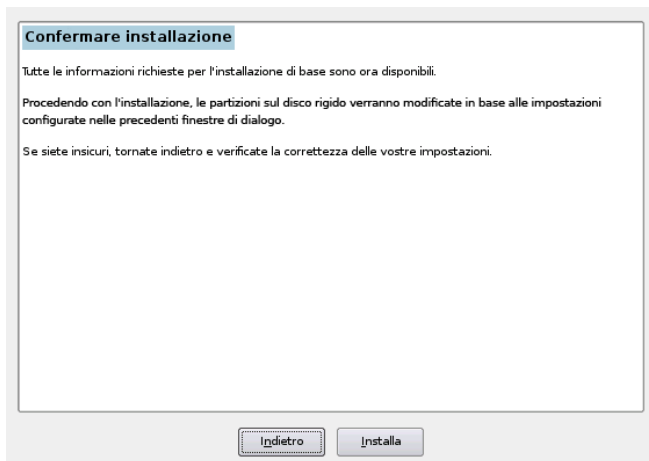 Confermare installazione
Tutte le informazioni richieste per l'installazione di base sono ora disponibili.
Procedendo con l'installazione, le partizioni sul disco rigido verranno modificate in base alle impostazioni
configurate nelle precedenti finestre di dialogo.
Se siete insicuri, tornate indietro e verificate la correttezza delle vostre impostazioni.
Indietro
Installa